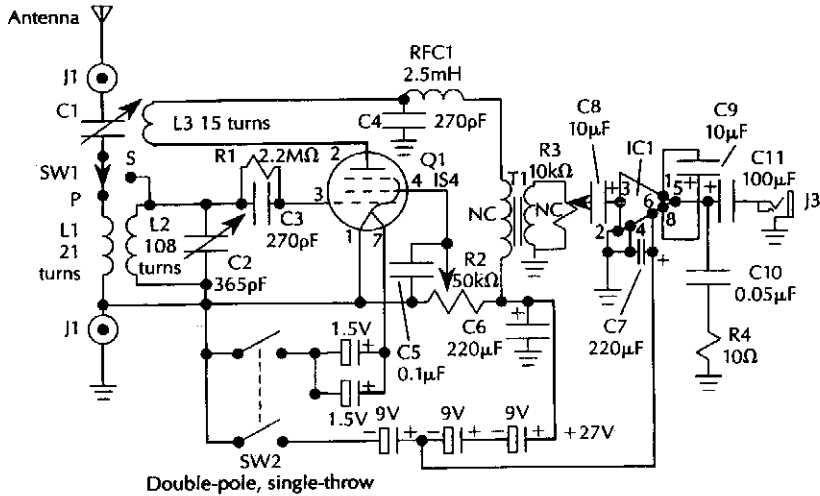 Antenna
J1
C1
L3 15 turns
RFC1
2.5mH
C4
270pF
SW1
S
P
R1
2.2MΩ
2
Q1
4
IS4
3
C3
270pF
1
7
L1
21
turns
L2
108
turns
C2
365pF
J1
T1
NC
R3
10kΩ
NC
C8
10µF
+
IC1
3
2
4
6
1
5
8
+
C9
10µF
+
C11
100µF
J3
R2
50kΩ
C5
0.1µF
C6
220µF
+
C7
220µF
+
C10
0.05µF
R4
10Ω
1.5V
+
+
1.5V
SW2
9V
- +
9V
- +
9V
- +
+27V
Double-pole, single-throw